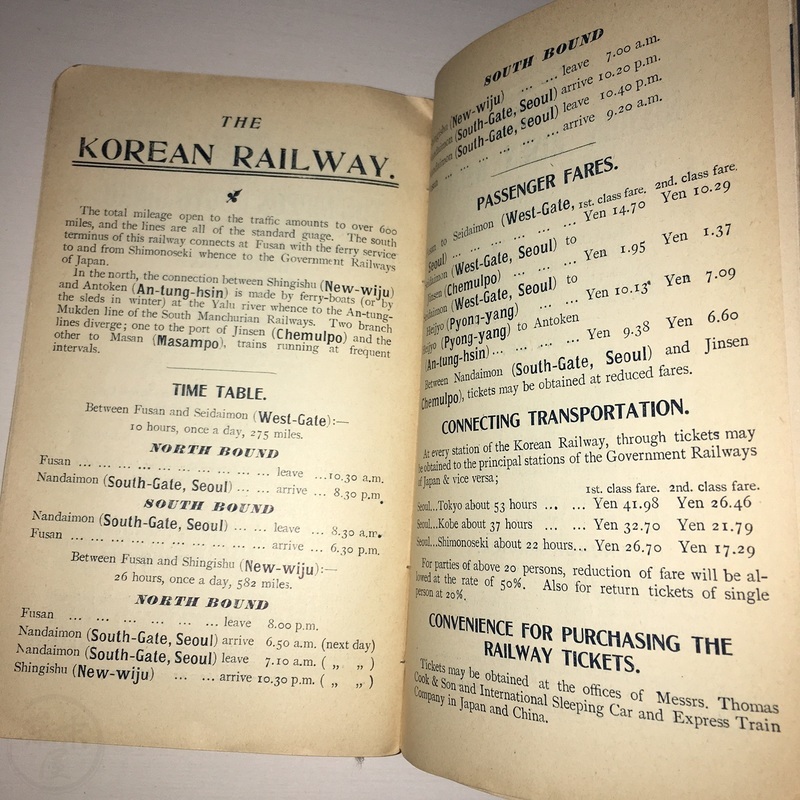 THE
KOREAN RAILWAY.
The total mileage open to the traffic amounts to over 600
miles, and the lines are all of the standard guage. The south
terminus of this railway connects at Fusan with the ferry service
to and from Shimonoseki whence to the Government Railways
of Japan.
In the north, the connection between Shingishu (New-wiju)
and Antoken (An-tung-hsin) is made by ferry-boats (or by
the sleds in winter) at the Yalu river whence to the An-tung-
Mukden line of the South Manchurian Railways. Two branch
lines diverge; one to the port of Jinsen (Chemulpo) and the
other to Masan (Masampo), trains running at frequent
intervals.
TIME TABLE.
Between Fusan and Seidaimon (West-Gate):—
10 hours, once a day, 275 miles.
NORTH BOUND
Fusan ... ... ... ... ... ... ... ... ... leave ...10.30 a.m.
Nandaimon (South-Gate, Seoul) ... ... arrive ... 8.30 p.m.
SOUTH BOUND
Nandaimon (South-Gate, Seoul) ... ... leave ... 8.30 a.m.
Fusan ... ... ... ... ... ... ... ... arrive ... 6.30 p.m.
Between Fusan and Shingishu (New-wiju):—
26 hours, once a day, 582 miles.
NORTH BOUND
Fusan ... ... ... ... ... ... leave 8.00 p.m.
Nandaimon (South-Gate, Seoul) arrive 6.50 a.m. (next day)
Nandaimon (South-Gate, Seoul) leave 7.10 a.m. ( „ „ )
Shingishu (New-wiju) ... ... arrive 10.30 p.m. ( „ „ )
SOUTH BOUND
(New-wiju) ... ... leave 7.00 a.m.
(South-Gate, Seoul) arrive 10.20 p.m.
(South-Gate, Seoul) leave 10.40 p.m.
... ... ... ... ... arrive 9.20 a.m.
PASSENGER FARES.
1st. class fare. 2nd. class fare.
to Seidaimon (West-Gate,
Seoul) ... ... ... ... ... ... Yen 14.70 Yen 10.29
(West-Gate, Seoul) to
Jinsen (Chemulpo) ... ... ... Yen 1.95 Yen 1.37
(West-Gate, Seoul) to
Heijyo (Pyong-yang) ... ... Yen 10.13 Yen 7.09
Heijyo (Pyong-yang) to Antoken
(An-tung-hsin)... ... ... ... Yen 9.38 Yen 6.60
Between Nandaimon (South-Gate, Seoul) and Jinsen
(Chemulpo), tickets may be obtained at reduced fares.
CONNECTING TRANSPORTATION.
At every station of the Korean Railway, through tickets may
be obtained to the principal stations of the Government Railways
of Japan & vice versa;
1st. class fare. 2nd. class fare.
Seoul...Tokyo about 53 hours ... ... Yen 41.98 Yen 26.46
Seoul...Kobe about 37 hours ... ... Yen 32.70 Yen 21.79
Seoul...Shimonoseki about 22 hours... Yen 26.70 Yen 17.29
For parties of above 20 persons, reduction of fare will be al-
lowed at the rate of 50%. Also for return tickets of single
person at 20%.
CONVENIENCE FOR PURCHASING THE
RAILWAY TICKETS.
Tickets may be obtained at the offices of Messrs. Thomas
Cook & Son and International Sleeping Car and Express Train
Company in Japan and China.